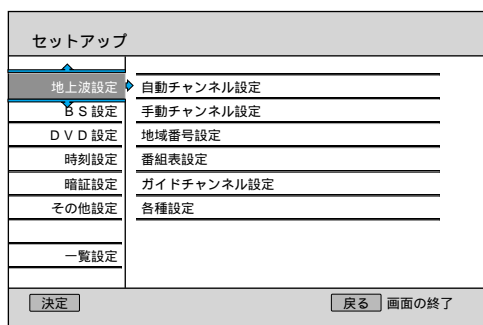 セットアップ
地上波設定
自動チャンネル設定
BS設定
手動チャンネル設定
DVD設定
地域番号設定
時刻設定
番組表設定
暗証設定
ガイドチャンネル設定
その他設定
各種設定
一覧設定
決定
戻る 画面の終了